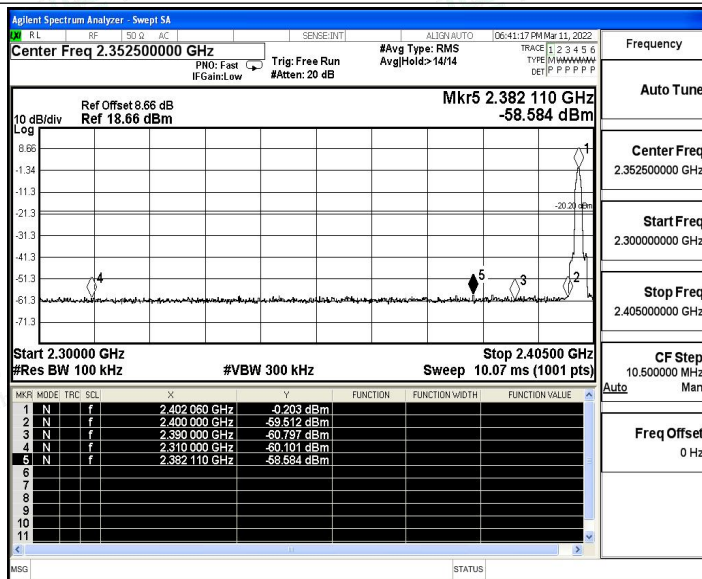 Agilent Spectrum Analyzer - Swept SA
RL RF 50 Ω AC SENSE:INT ALIGN AUTO 06:41:17 PM Mar 11, 2022
Center Freq 2.352500000 GHz
PNO: Fast
IFGain:Low
Trig: Free Run
#Atten: 20 dB
#Avg Type: RMS
Avg|Hold:>14/14
TRACE 1 2 3 4 5 6
TYPE M
DET P P P P P P
Frequency
Auto Tune
Center Freq
2.352500000 GHz
Start Freq
2.300000000 GHz
Stop Freq
2.405000000 GHz
CF Step
10.500000 MHz
Auto Man
Freq Offset
0 Hz
Mkr5 2.382 110 GHz
-58.584 dBm
Ref Offset 8.66 dB
10 dB/div Ref 18.66 dBm
Log
8.66
-1.34
-11.3
-21.3
-31.3
-41.3
-51.3
-61.3
-71.3
1
-20.20 dBm
4
5
3
2
Start 2.30000 GHz Stop 2.40500 GHz
#Res BW 100 kHz #VBW 300 kHz Sweep 10.07 ms (1001 pts)
MKR MODE TRC SCL X Y FUNCTION FUNCTION WIDTH FUNCTION VALUE
1 N f 2.402 060 GHz -0.203 dBm
2 N f 2.400 000 GHz -59.512 dBm
3 N f 2.390 000 GHz -60.797 dBm
4 N f 2.310 000 GHz -60.101 dBm
5 N f 2.382 110 GHz -58.584 dBm
6
7
8
9
10
11
MSG STATUS